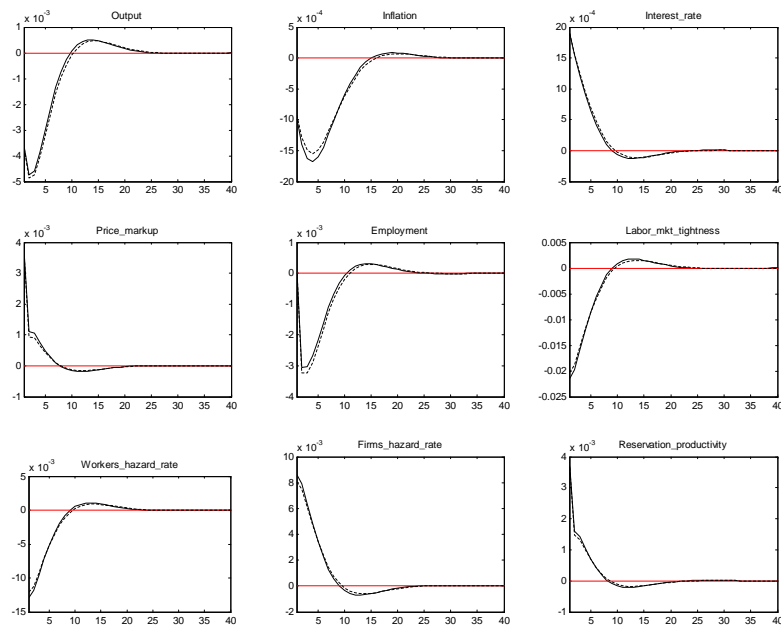 Output
x 10^-3
1
0
-1
-2
-3
-4
-5
5 10 15 20 25 30 35 40
Inflation
x 10^-4
5
0
-5
-10
-15
-20
5 10 15 20 25 30 35 40
Interest_rate
x 10^-4
20
15
10
5
0
-5
5 10 15 20 25 30 35 40
Price_markup
x 10^-3
4
3
2
1
0
-1
5 10 15 20 25 30 35 40
Employment
x 10^-3
1
0
-1
-2
-3
-4
5 10 15 20 25 30 35 40
Labor_mkt_tightness
0.005
0
-0.005
-0.01
-0.015
-0.02
-0.025
5 10 15 20 25 30 35 40
Workers_hazard_rate
x 10^-3
5
0
-5
-10
-15
5 10 15 20 25 30 35 40
Firms_hazard_rate
x 10^-3
10
8
6
4
2
0
-2
5 10 15 20 25 30 35 40
Reservation_productivity
x 10^-3
4
3
2
1
0
-1
5 10 15 20 25 30 35 40